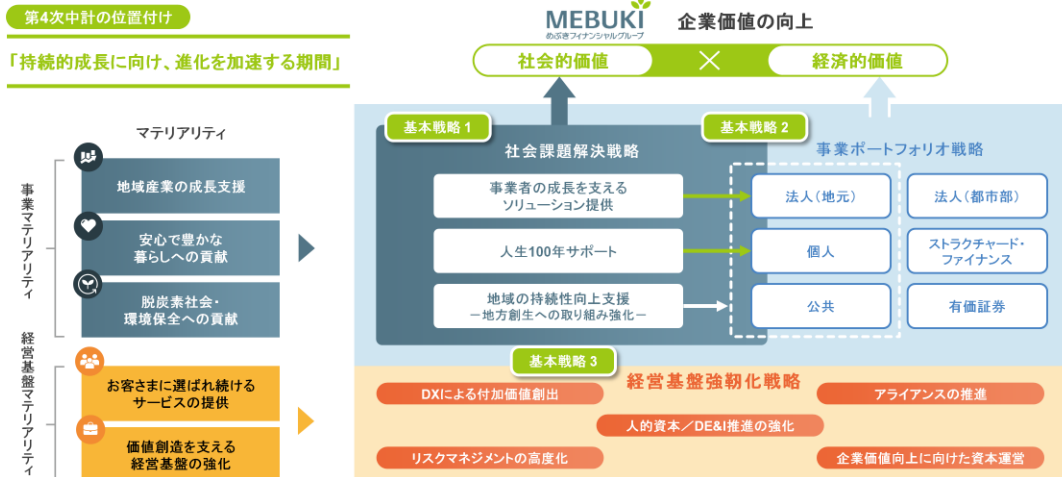 第4次中計の位置付け
「持続的成長に向け、進化を加速する期間」
MEBUKI
めぶきフィナンシャルグループ
企業価値の向上
社会的価値
×
経済的価値
マテリアリティ
事業マテリアリティ
地域産業の成長支援
安心で豊かな
暮らしへの貢献
脱炭素社会・
環境保全への貢献
経営基盤マテリアリティ
お客さまに選ばれ続ける
サービスの提供
価値創造を支える
経営基盤の強化
基本戦略 1
社会課題解決戦略
事業者の成長を支える
ソリューション提供
人生100年サポート
地域の持続性向上支援
－地方創生への取り組み強化－
基本戦略 2
事業ポートフォリオ戦略
法人（地元）
法人（都市部）
個人
ストラクチャード・
ファイナンス
公共
有価証券
基本戦略 3
経営基盤強靭化戦略
DXによる付加価値創出
アライアンスの推進
人的資本／DE&I推進の強化
リスクマネジメントの高度化
企業価値向上に向けた資本運営